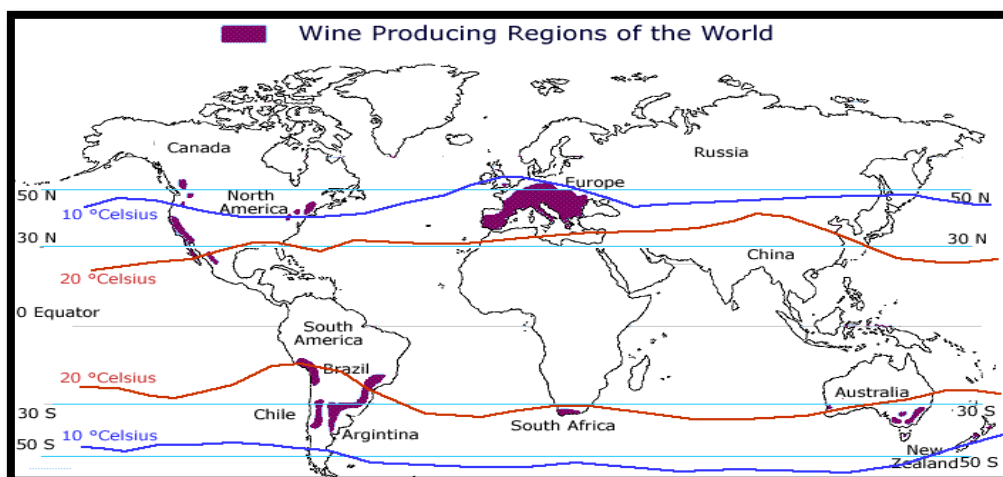 Wine Producing Regions of the World
Canada
Russia
Europe
50 N
North
America
50 N
10 °Celsius
30 N
30 N
China
20 °Celsius
0 Equator
South
America
Brazil
20 °Celsius
Australia
30 S
Chile
30 S
South Africa
Argintina
10 °Celsius
50 S
New
Zealand
50 S